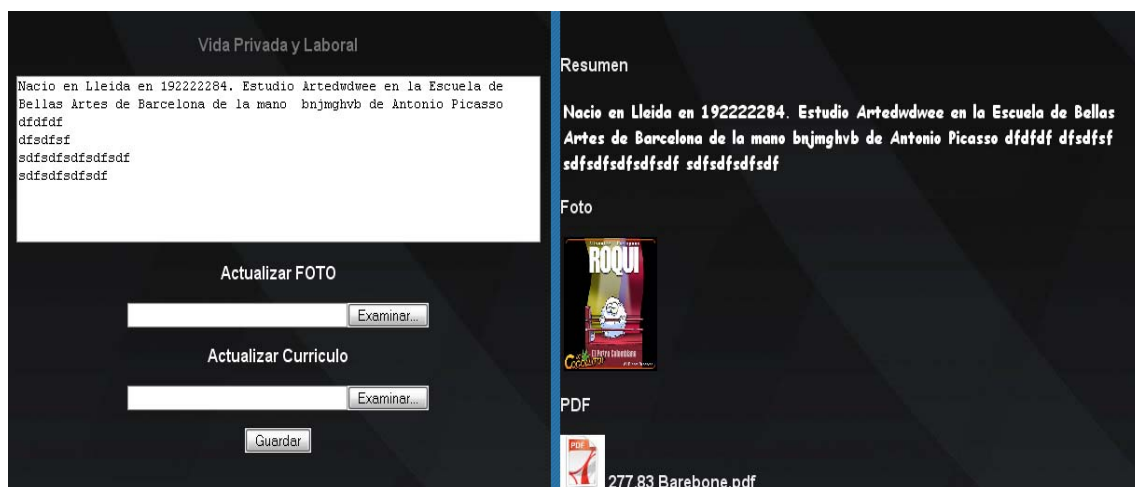 Vida Privada y Laboral
Nacio en Lleida en 192222284. Estudio Artedwdwee en la Escuela de
Bellas Artes de Barcelona de la mano  bnjmghvb de Antonio Picasso
dfdfdf
dfsdfsf
sdfsdfsdfsdfsdf
sdfsdfsdfsdf
Actualizar FOTO
Examinar...
Actualizar Curriculo
Examinar...
Guardar
Resumen
Nacio en Lleida en 192222284. Estudio Artedwdwee en la Escuela de Bellas
Artes de Barcelona de la mano bnjmghvb de Antonio Picasso dfdfdf dfsdfsf
sdfsdfsdfsdfsdf sdfsdfsdfsdf
Foto
ROQUI
El Potro Colombiano
PDF
PDF
277.83 Barebone.pdf